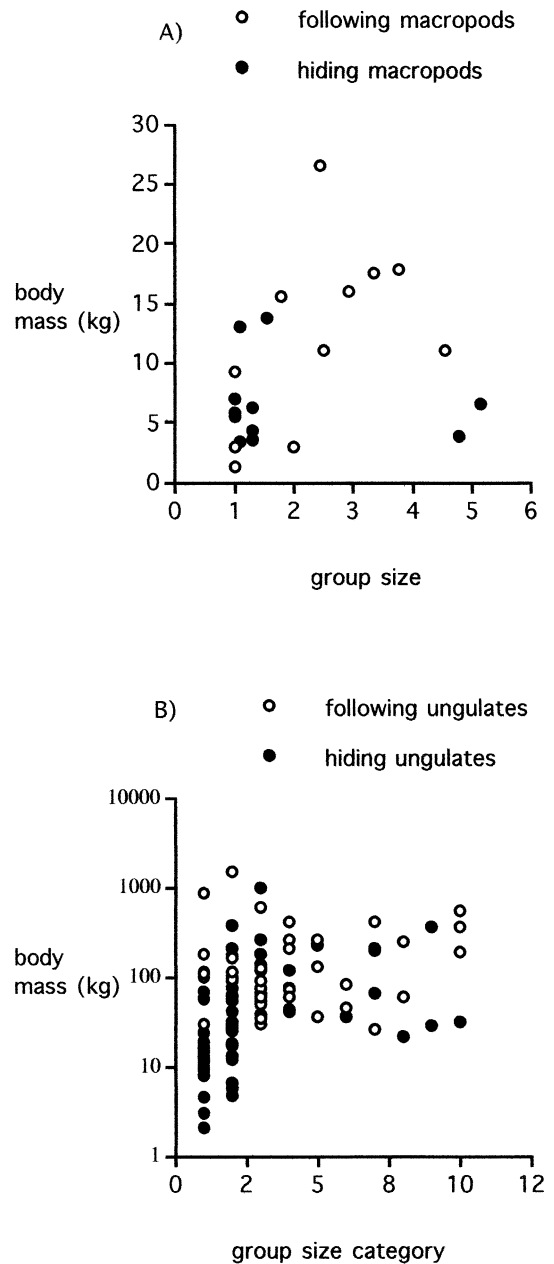 A)
following macropods
hiding macropods
30
25
20
15
10
5
0
body
mass (kg)
0 1 2 3 4 5 6
group size
B)
following ungulates
hiding ungulates
10000
1000
100
10
1
body
mass (kg)
0 2 5 8 10 12
group size category